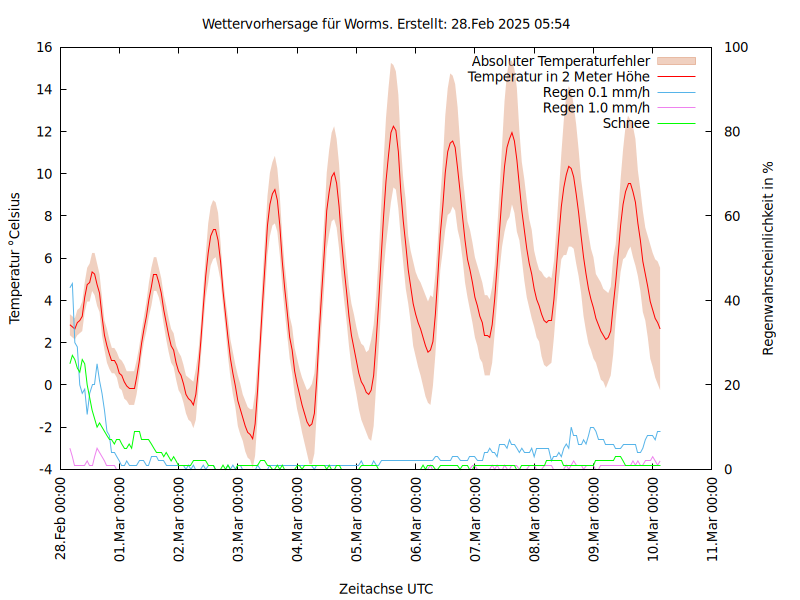 Wettervorhersage für Worms. Erstellt: 28.Feb 2025 05:54
Absoluter Temperaturfehler
Temperatur in 2 Meter Höhe
Regen 0.1 mm/h
Regen 1.0 mm/h
Schnee
Temperatur °Celsius
16
14
12
10
8
6
4
2
0
-2
-4
100
80
60
40
20
0
Regenwahrscheinlichkeit in %
28.Feb 00:00
01.Mar 00:00
02.Mar 00:00
03.Mar 00:00
04.Mar 00:00
05.Mar 00:00
06.Mar 00:00
07.Mar 00:00
08.Mar 00:00
09.Mar 00:00
10.Mar 00:00
11.Mar 00:00
Zeitachse UTC